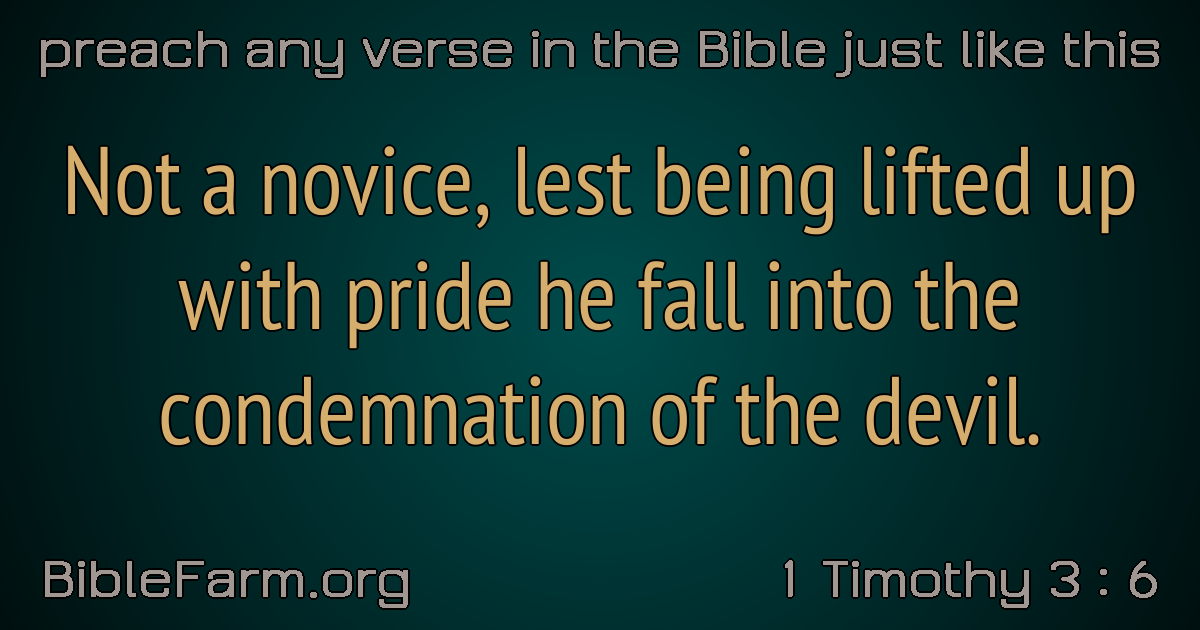 preach any verse in the Bible just like this
Not a novice, lest being lifted up
with pride he fall into the
condemnation of the devil.
BibleFarm.org
1 Timothy 3 : 6